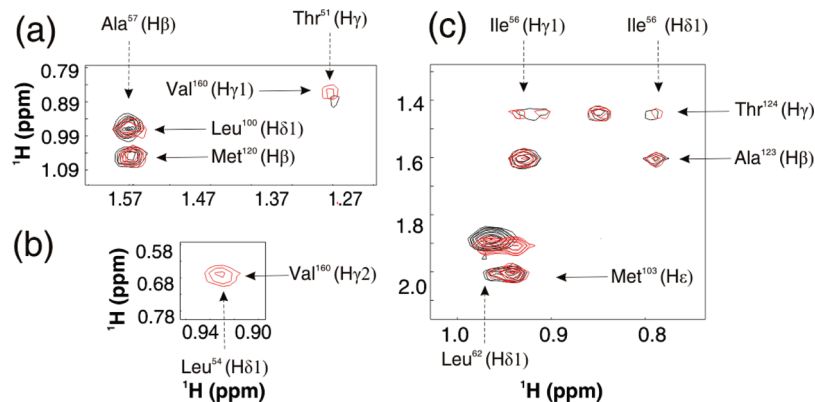 (a)
Ala⁵⁷ (Hβ)
Thr⁵¹ (Hγ)
0.79
0.89
0.99
1.09
¹H (ppm)
Val¹⁶⁰ (Hγ1)
Leu¹⁰⁰ (Hδ1)
Met¹²⁰ (Hβ)
1.57 1.47 1.37 1.27
(b)
0.58
0.68
0.78
¹H (ppm)
Val¹⁶⁰ (Hγ2)
0.94 0.90
Leu⁵⁴ (Hδ1)
¹H (ppm)
(c)
Ile⁵⁶ (Hγ1)
Ile⁵⁶ (Hδ1)
1.4
1.6
1.8
2.0
¹H (ppm)
Thr¹²⁴ (Hγ)
Ala¹²³ (Hβ)
Met¹⁰³ (Hε)
1.0 0.9 0.8
Leu⁶² (Hδ1)
¹H (ppm)